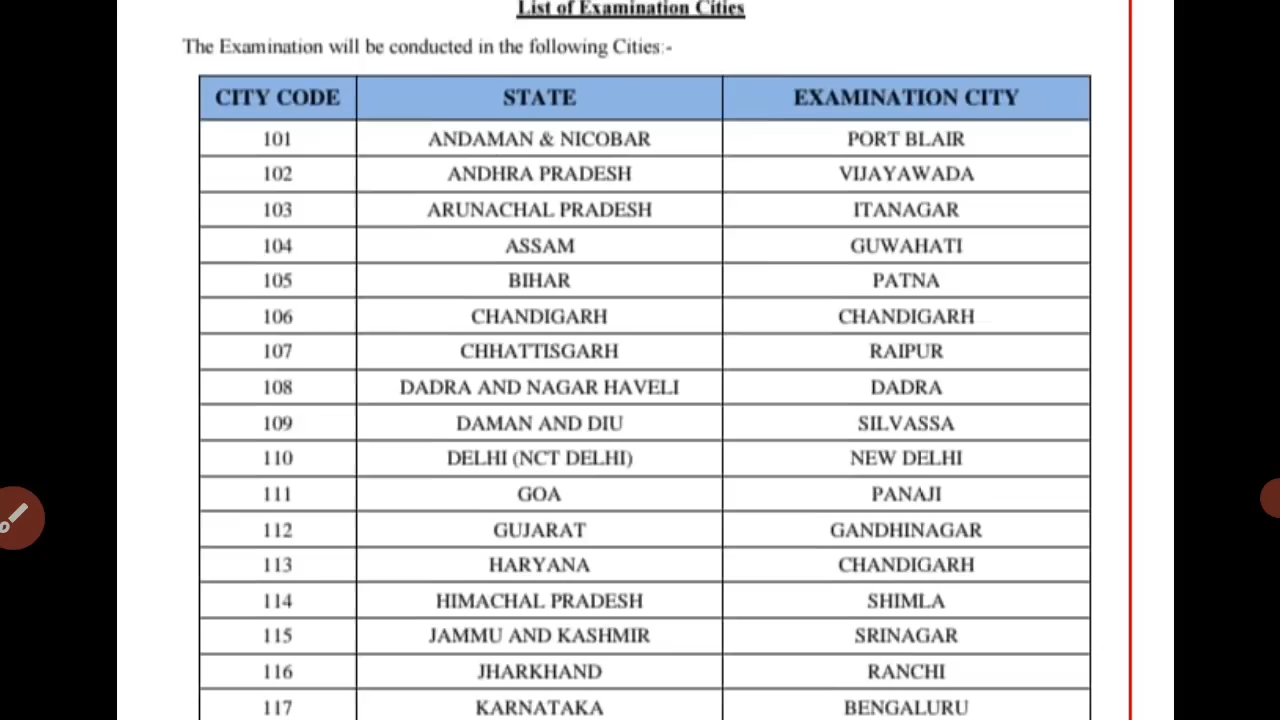 List of Examination Cities
The Examination will be conducted in the following Cities:-
CITY CODE STATE EXAMINATION CITY
101 ANDAMAN & NICOBAR PORT BLAIR
102 ANDHRA PRADESH VIJAYAWADA
103 ARUNACHAL PRADESH ITANAGAR
104 ASSAM GUWAHATI
105 BIHAR PATNA
106 CHANDIGARH CHANDIGARH
107 CHHATTISGARH RAIPUR
108 DADRA AND NAGAR HAVELI DADRA
109 DAMAN AND DIU SILVASSA
110 DELHI (NCT DELHI) NEW DELHI
111 GOA PANAJI
112 GUJARAT GANDHINAGAR
113 HARYANA CHANDIGARH
114 HIMACHAL PRADESH SHIMLA
115 JAMMU AND KASHMIR SRINAGAR
116 JHARKHAND RANCHI
117 KARNATAKA BENGALURU